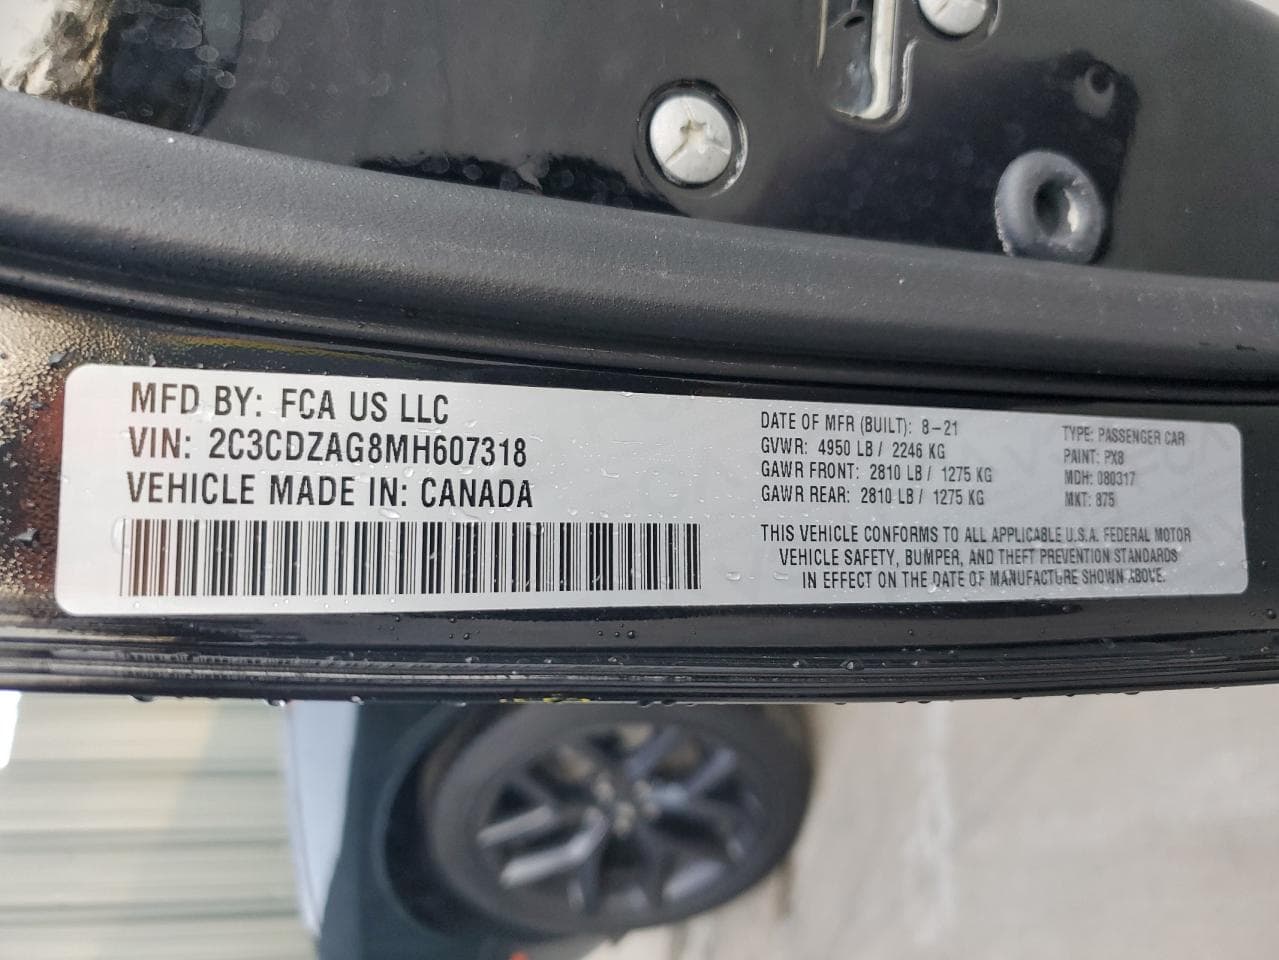 MFD BY: FCA US LLC
VIN: 2C3CDZAG8MH607318
VEHICLE MADE IN: CANADA
DATE OF MFR (BUILT): 8-21
GVWR: 4950 LB / 2246 KG
GAWR FRONT: 2810 LB / 1275 KG
GAWR REAR: 2810 LB / 1275 KG
TYPE: PASSENGER CAR
PAINT: PX8
MDH: 080317
MKT: 875
THIS VEHICLE CONFORMS TO ALL APPLICABLE U.S.A. FEDERAL MOTOR
VEHICLE SAFETY, BUMPER, AND THEFT PREVENTION STANDARDS
IN EFFECT ON THE DATE OF MANUFACTURE SHOWN ABOVE.